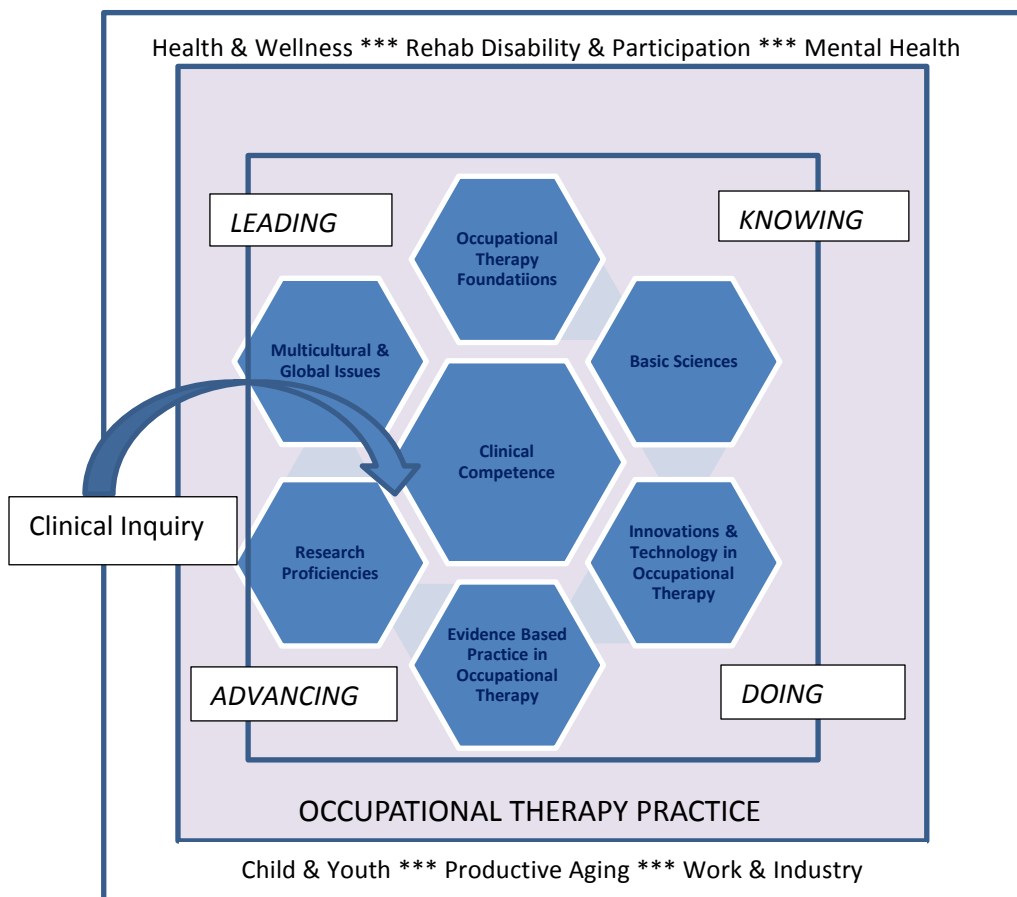 Health & Wellness *** Rehab Disability & Participation *** Mental Health
LEADING
KNOWING
Occupational
Therapy
Foundatiions
Multicultural &
Global Issues
Basic Sciences
Clinical
Competence
Clinical Inquiry
Research
Proficiencies
Innovations &
Technology in
Occupational
Therapy
Evidence Based
Practice in
Occupational
Therapy
ADVANCING
DOING
OCCUPATIONAL THERAPY PRACTICE
Child & Youth *** Productive Aging *** Work & Industry